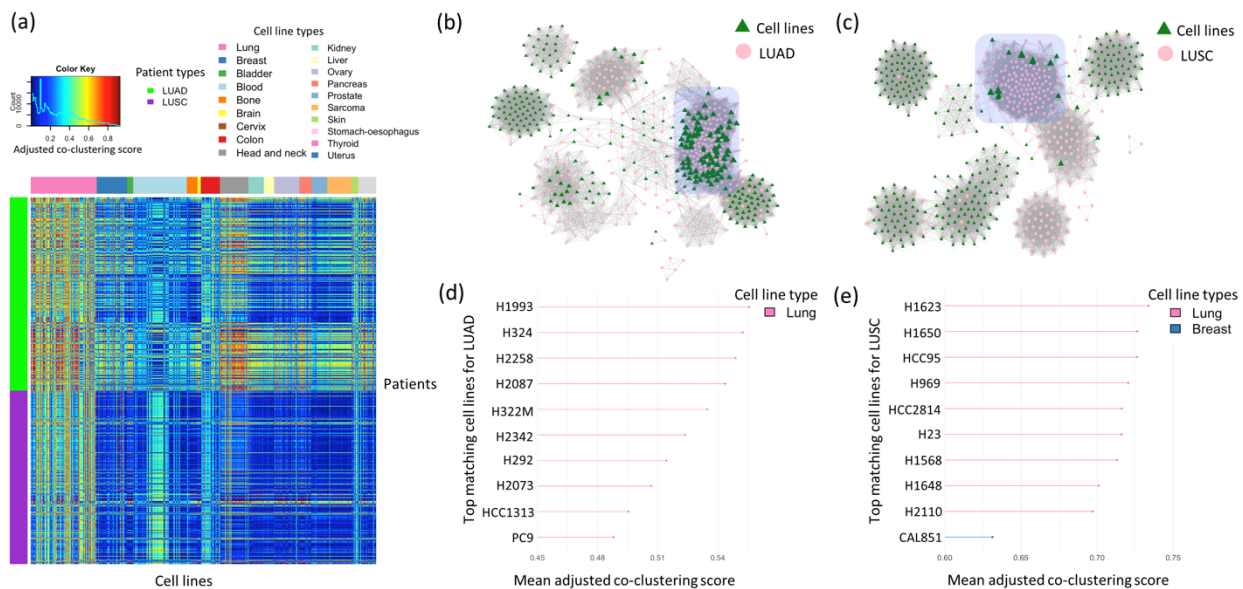 (a)
Color Key
Count
0
10000
0.2 0.4 0.6 0.8
Adjusted co-clustering score
Patient types
LUAD
LUSC
Cell line types
Lung
Breast
Bladder
Blood
Bone
Brain
Cervix
Colon
Head and neck
Kidney
Liver
Ovary
Pancreas
Prostate
Sarcoma
Skin
Stomach-oesophagus
Thyroid
Uterus
Patients
Cell lines
(b)
Cell lines
LUAD
(c)
Cell lines
LUSC
(d)
Cell line type
Lung
Top matching cell lines for LUAD
H1993
H324
H2258
H2087
H322M
H2342
H292
H2073
HCC1313
PC9
0.45 0.48 0.51 0.54
Mean adjusted co-clustering score
(e)
Cell line types
Lung
Breast
Top matching cell lines for LUSC
H1623
H1650
HCC95
H969
HCC2814
H23
H1568
H1648
H2110
CAL851
0.60 0.65 0.70 0.75
Mean adjusted co-clustering score